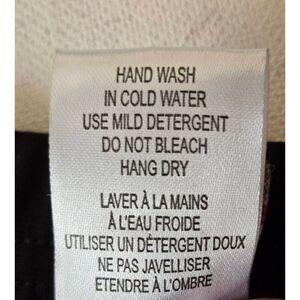 HAND WASH
IN COLD WATER
USE MILD DETERGENT
DO NOT BLEACH
HANG DRY
LAVER À LA MAINS
À L'EAU FROIDE
UTILISER UN DÉTERGENT DOUX
NE PAS JAVELLISER
ETENDRE À L'OMBRE